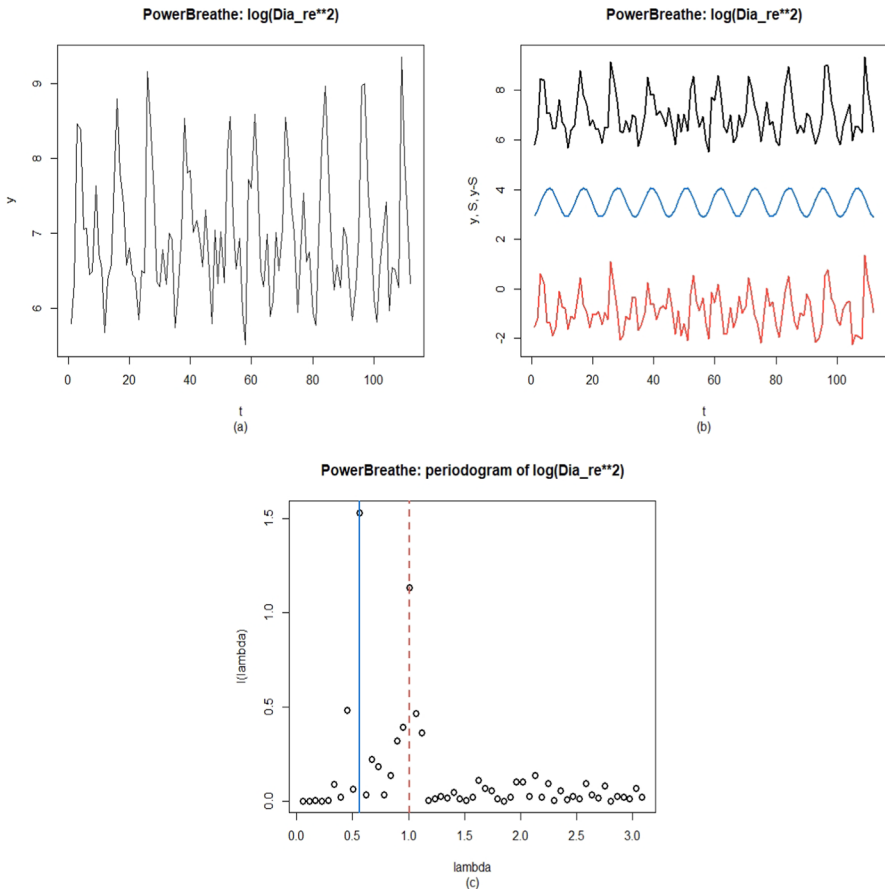 PowerBreathe: log(Dia_re**2)
y
9
8
7
6
0 20 40 60 80 100
t
(a)
PowerBreathe: log(Dia_re**2)
y, S, y-S
8
6
4
2
0
-2
0 20 40 60 80 100
t
(b)
PowerBreathe: periodogram of log(Dia_re**2)
I(lambda)
1.5
1.0
0.5
0.0
0.0 0.5 1.0 1.5 2.0 2.5 3.0
lambda
(c)